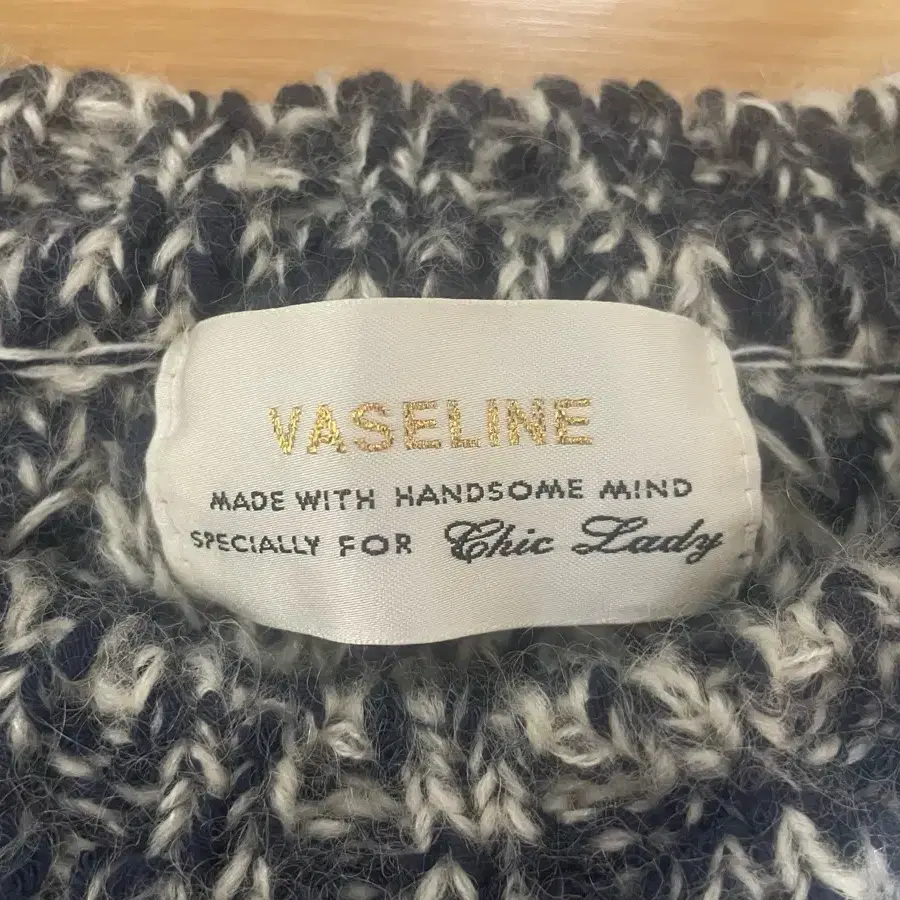 VASELINE
MADE WITH HANDSOME MIND
SPECIALLY FOR Chic Lady